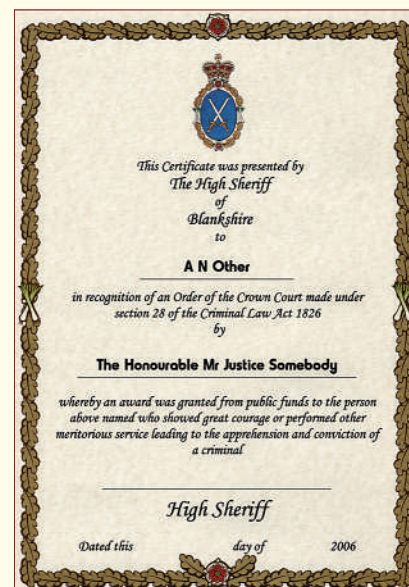 This Certificate was presented by
The High Sheriff
of
Blankshire
to
A N Other
in recognition of an Order of the Crown Court made under
section 28 of the Criminal Law Act 1826
by
The Honourable Mr Justice Somebody
whereby an award was granted from public funds to the person
above named who showed great courage or performed other
meritorious service leading to the apprehension and conviction of
a criminal
High Sheriff
Dated this day of 2006